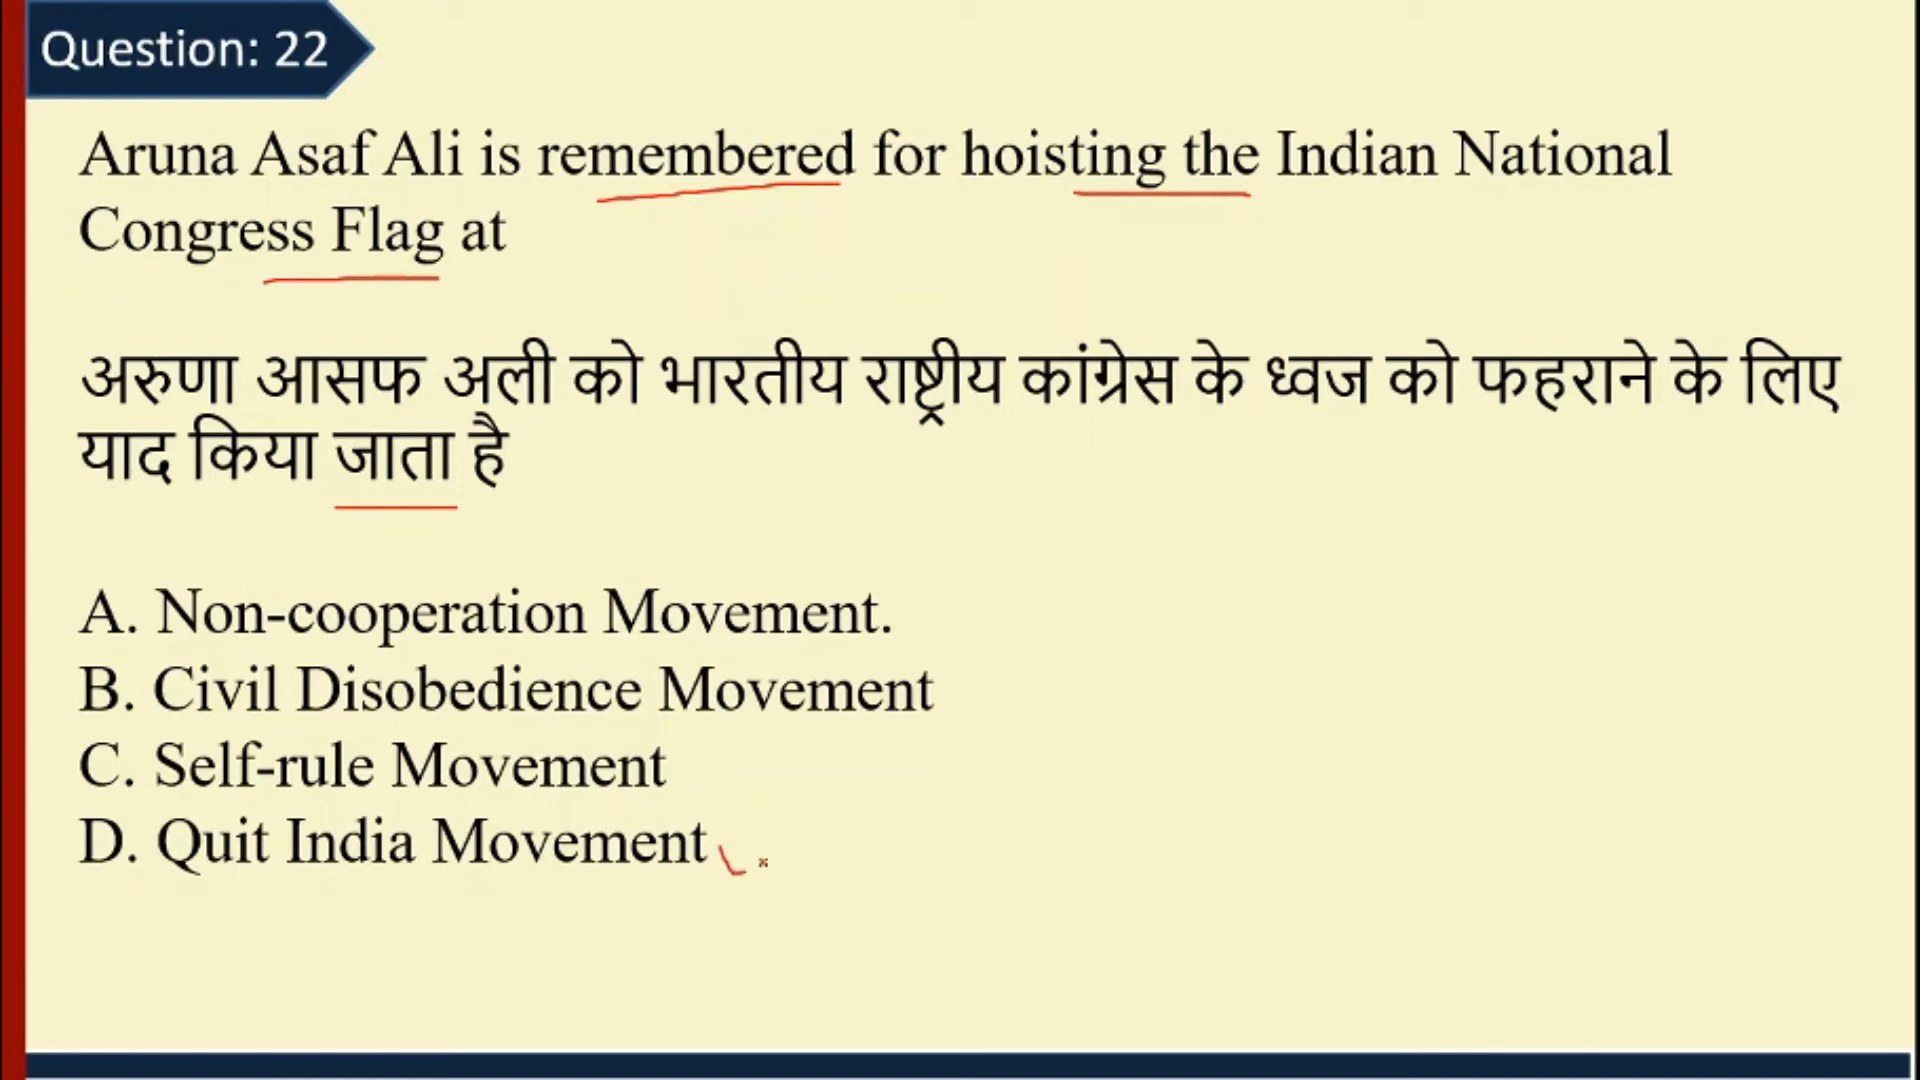 Question: 22
Aruna Asaf Ali is remembered for hoisting the Indian National
Congress Flag at
अरुणा आसफ अली को भारतीय राष्ट्रीय कांग्रेस के ध्वज को फहराने के लिए
याद किया जाता है
A. Non-cooperation Movement.
B. Civil Disobedience Movement
C. Self-rule Movement
D. Quit India Movement